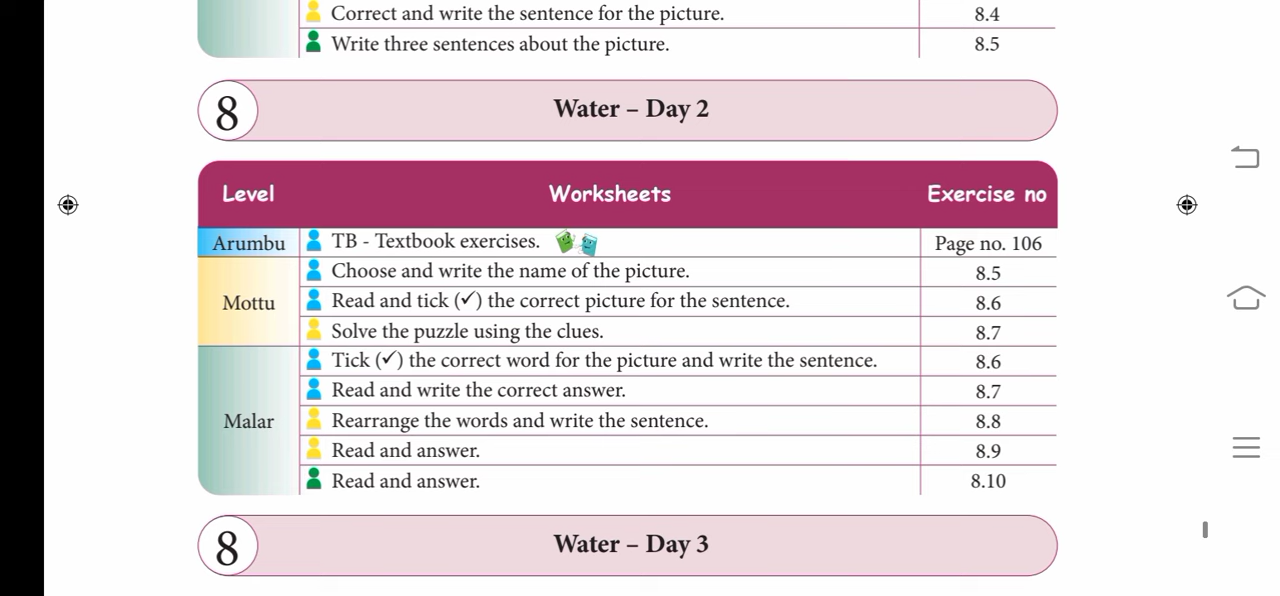 Correct and write the sentence for the picture. 8.4
Write three sentences about the picture. 8.5
8 Water – Day 2
Level Worksheets Exercise no
Arumbu TB - Textbook exercises. Page no. 106
Choose and write the name of the picture. 8.5
Mottu Read and tick (✓) the correct picture for the sentence. 8.6
Solve the puzzle using the clues. 8.7
Tick (✓) the correct word for the picture and write the sentence. 8.6
Read and write the correct answer. 8.7
Malar Rearrange the words and write the sentence. 8.8
Read and answer. 8.9
Read and answer. 8.10
8 Water – Day 3